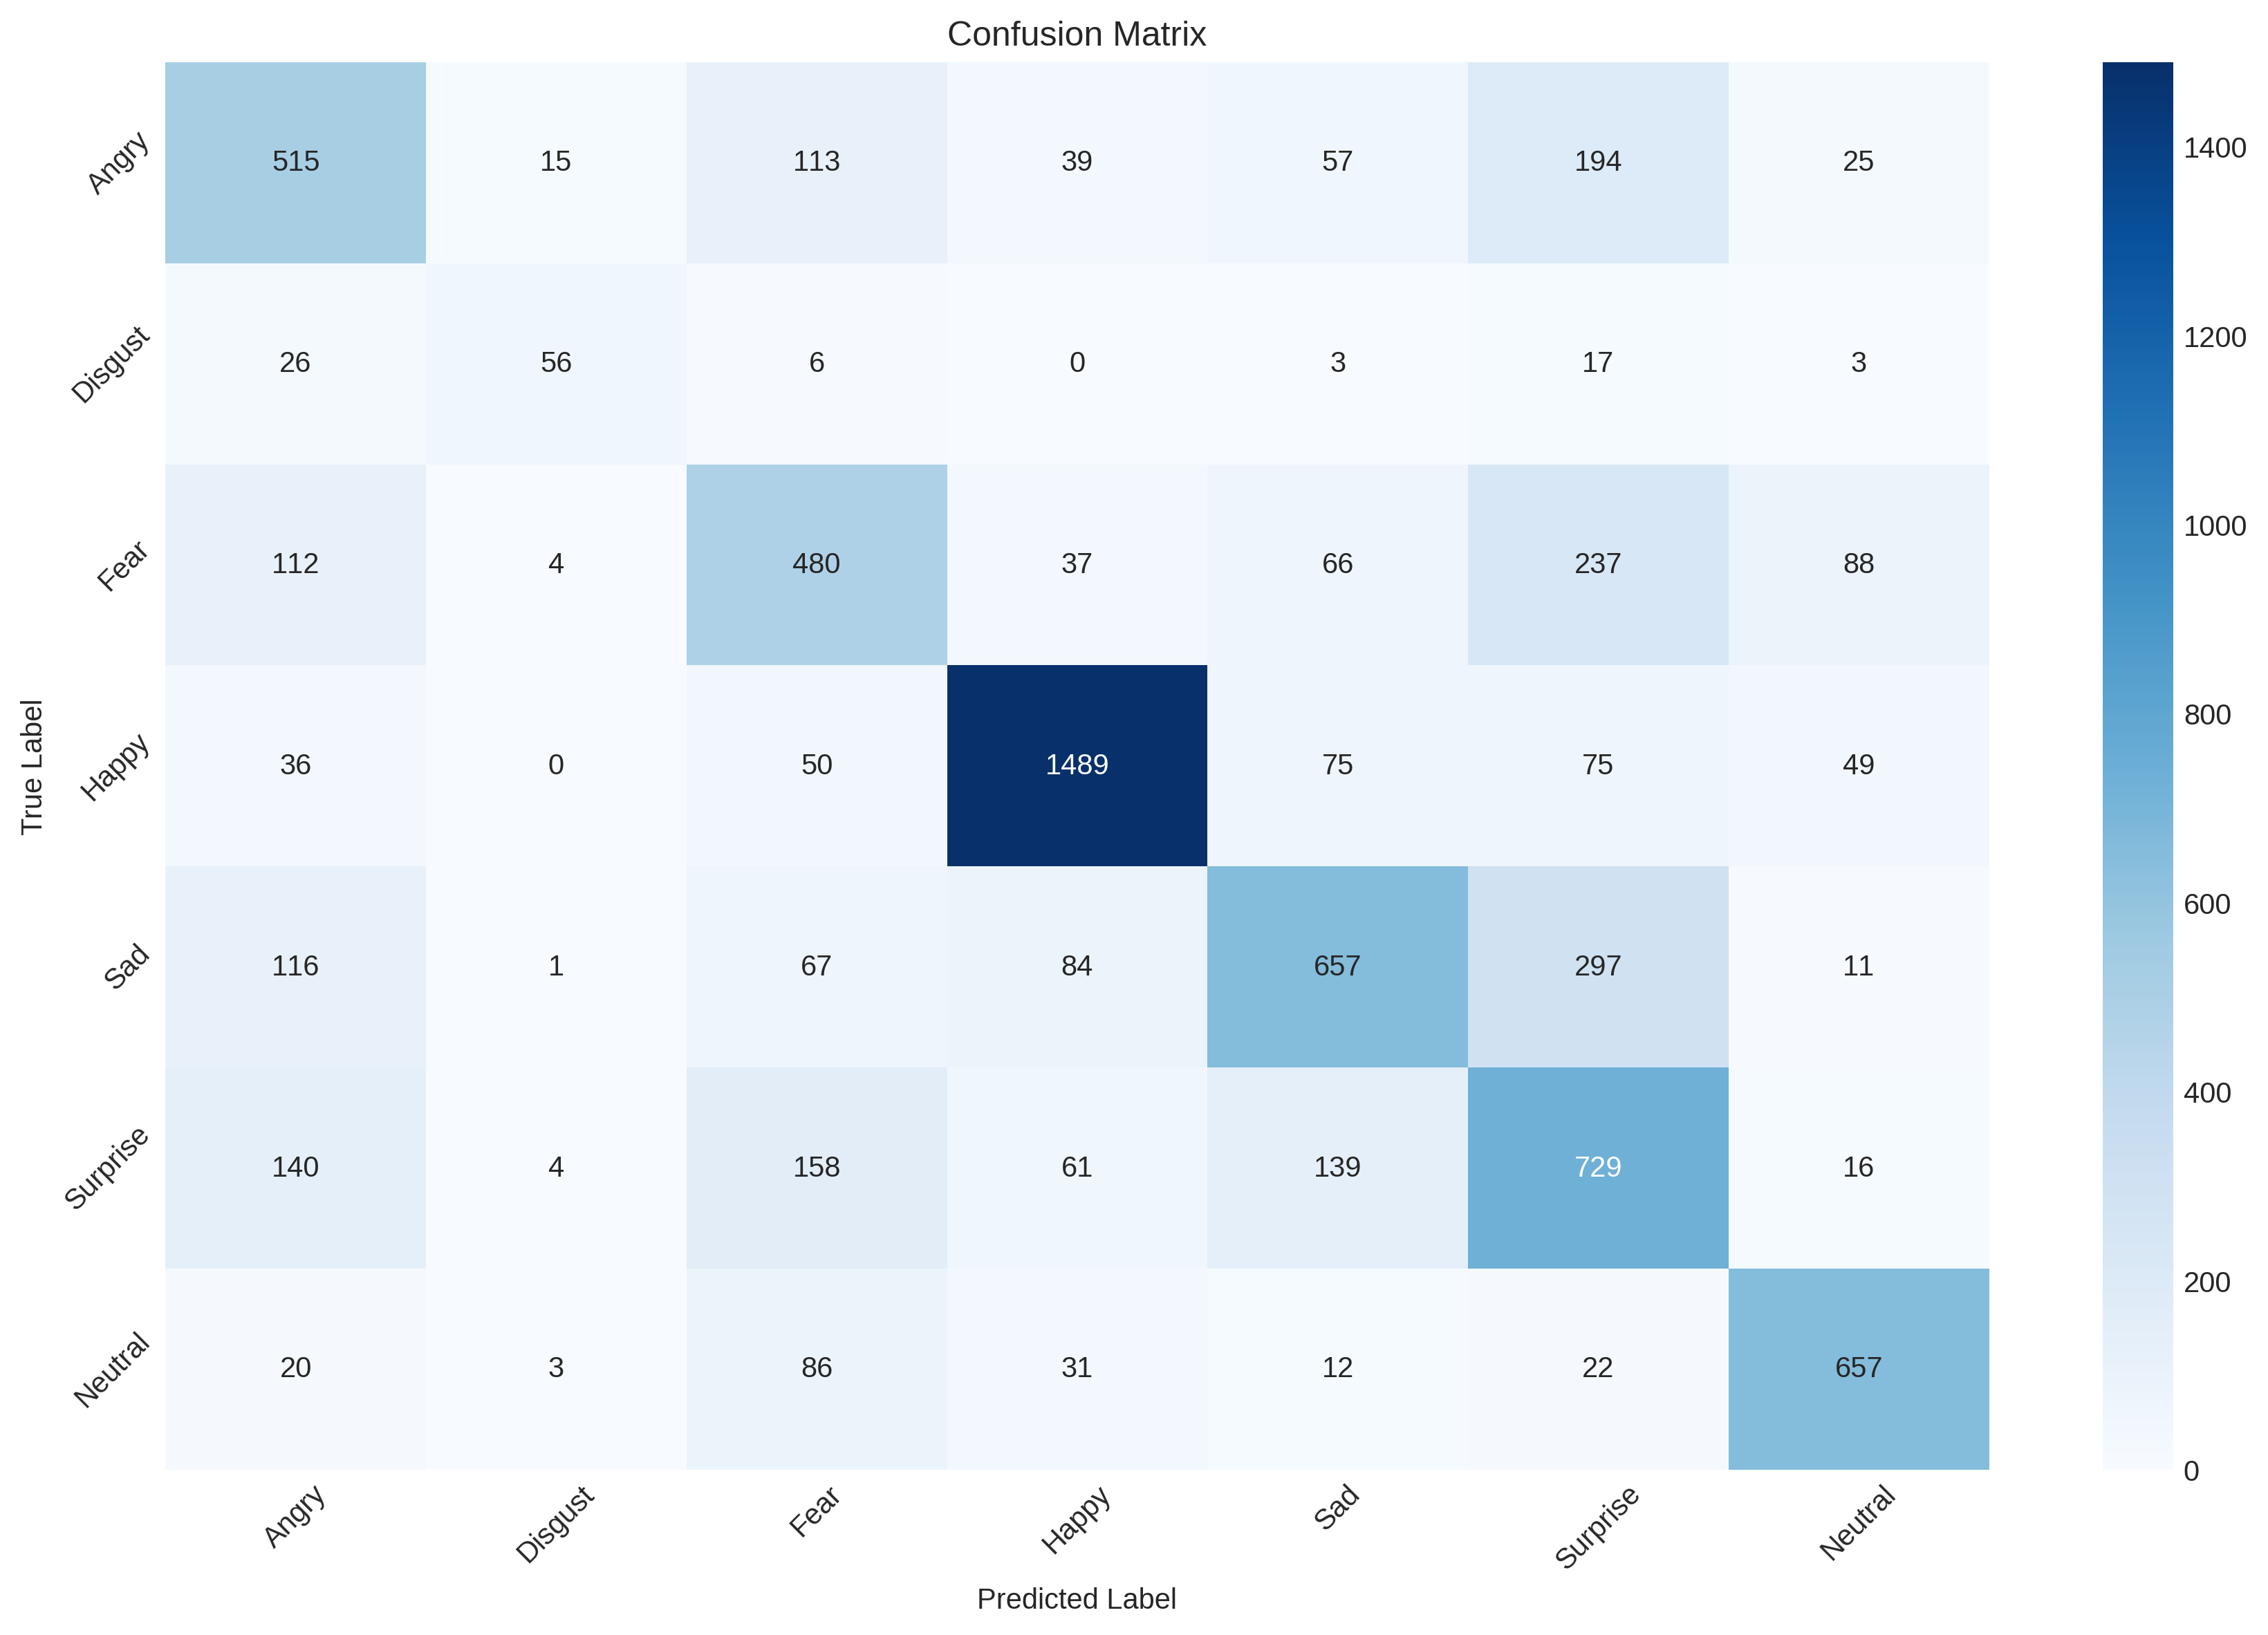 Confusion Matrix
Angry 515 15 113 39 57 194 25
Disgust 26 56 6 0 3 17 3
Fear 112 4 480 37 66 237 88
Happy 36 0 50 1489 75 75 49
Sad 116 1 67 84 657 297 11
Surprise 140 4 158 61 139 729 16
Neutral 20 3 86 31 12 22 657
Angry Disgust Fear Happy Sad Surprise Neutral
Predicted Label
True Label
1400
1200
1000
800
600
400
200
0